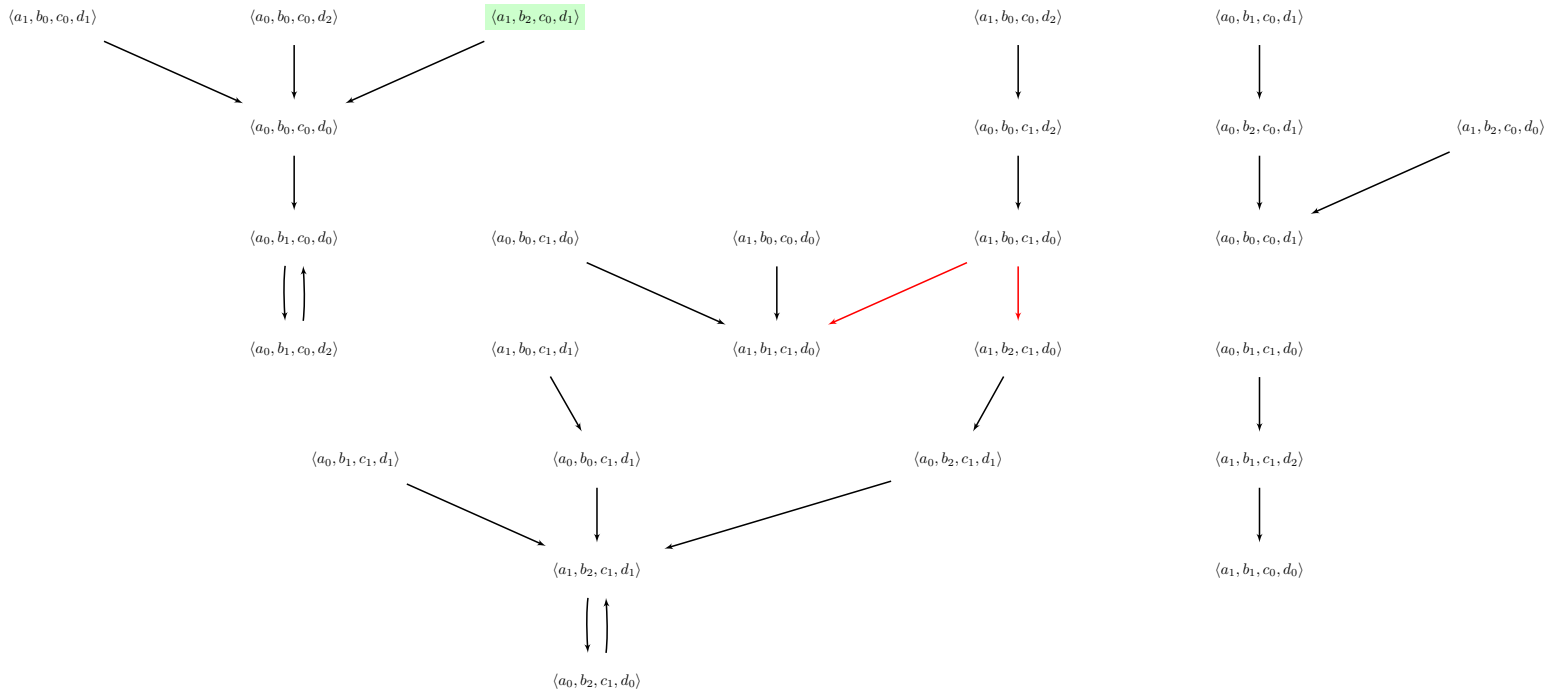 ⟨a₁, b₀, c₀, d₁⟩ ⟨a₀, b₀, c₀, d₂⟩ ⟨a₁, b₂, c₀, d₁⟩ ⟨a₁, b₀, c₀, d₂⟩ ⟨a₀, b₁, c₀, d₁⟩
⟨a₀, b₀, c₀, d₀⟩ ⟨a₀, b₀, c₁, d₂⟩ ⟨a₀, b₂, c₀, d₁⟩ ⟨a₁, b₂, c₀, d₀⟩
⟨a₀, b₁, c₀, d₀⟩ ⟨a₀, b₀, c₁, d₀⟩ ⟨a₁, b₀, c₀, d₀⟩ ⟨a₁, b₀, c₁, d₀⟩ ⟨a₀, b₀, c₀, d₁⟩
⟨a₀, b₁, c₀, d₂⟩ ⟨a₁, b₀, c₁, d₁⟩ ⟨a₁, b₁, c₁, d₀⟩ ⟨a₁, b₂, c₁, d₀⟩ ⟨a₀, b₁, c₁, d₀⟩
⟨a₀, b₁, c₁, d₁⟩ ⟨a₀, b₀, c₁, d₁⟩ ⟨a₀, b₂, c₁, d₁⟩ ⟨a₁, b₁, c₁, d₂⟩
⟨a₁, b₂, c₁, d₁⟩ ⟨a₁, b₁, c₀, d₀⟩
⟨a₀, b₂, c₁, d₀⟩